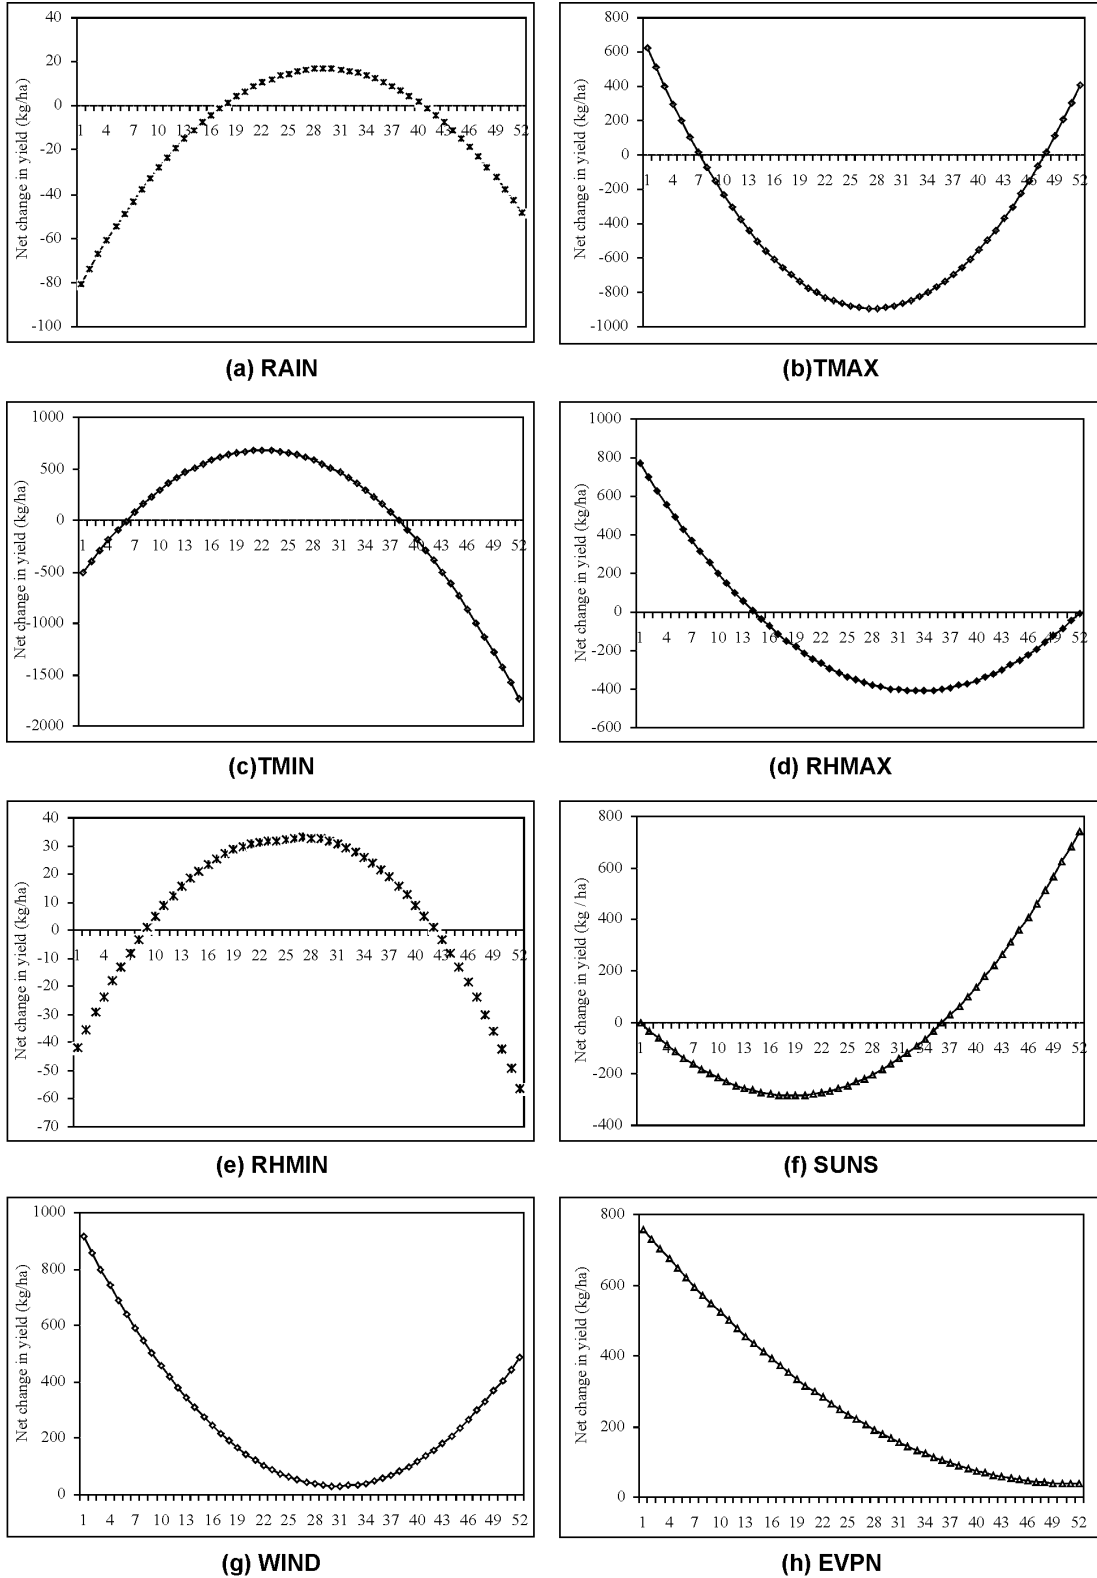 40
20
0
-20
-40
-60
-80
-100
Net change in yield (kg/ha)
1 4 7 10 13 16 19 22 25 28 31 34 37 40 43 46 49 52
(a) RAIN
800
600
400
200
0
-200
-400
-600
-800
-1000
Net change in yield (kg/ha)
1 4 7 10 13 16 19 22 25 28 31 34 37 40 43 46 49 52
(b)TMAX
1000
500
0
-500
-1000
-1500
-2000
Net change in yield (kg/ha)
1 4 7 10 13 16 19 22 25 28 31 34 37 40 43 46 49 52
(c)TMIN
1000
800
600
400
200
0
-200
-400
-600
Net change in yield (kg/ha)
1 4 7 10 13 16 19 22 25 28 31 34 37 40 43 46 49 52
(d) RHMAX
40
30
20
10
0
-10
-20
-30
-40
-50
-60
-70
Net change in yield (kg/ha)
1 4 7 10 13 16 19 22 25 28 31 34 37 40 43 46 49 52
(e) RHMIN
800
600
400
200
0
-200
-400
Net change in yield (kg / ha)
1 4 7 10 13 16 19 22 25 28 31 34 37 40 43 46 49 52
(f) SUNS
1000
800
600
400
200
0
Net change in yield (kg/ha)
1 4 7 10 13 16 19 22 25 28 31 34 37 40 43 46 49 52
(g) WIND
800
600
400
200
0
Net change in yield (kg/ha)
1 4 7 10 13 16 19 22 25 28 31 34 37 40 43 46 49 52
(h) EVPN